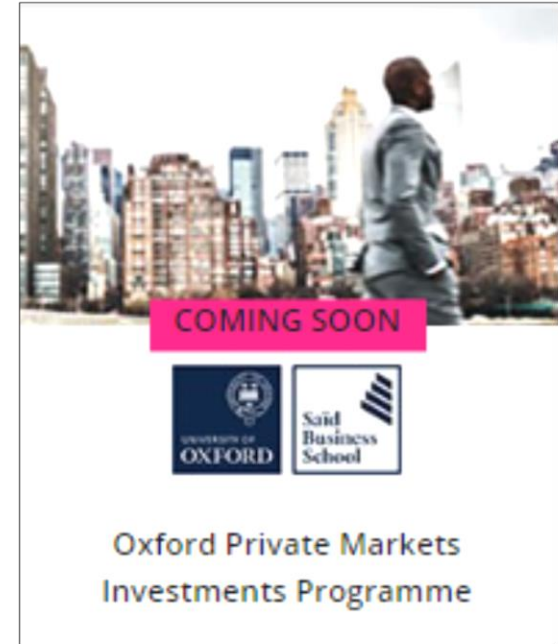 COMING SOON
UNIVERSITY OF
OXFORD
Saïd
Business
School
Oxford Private Markets
Investments Programme